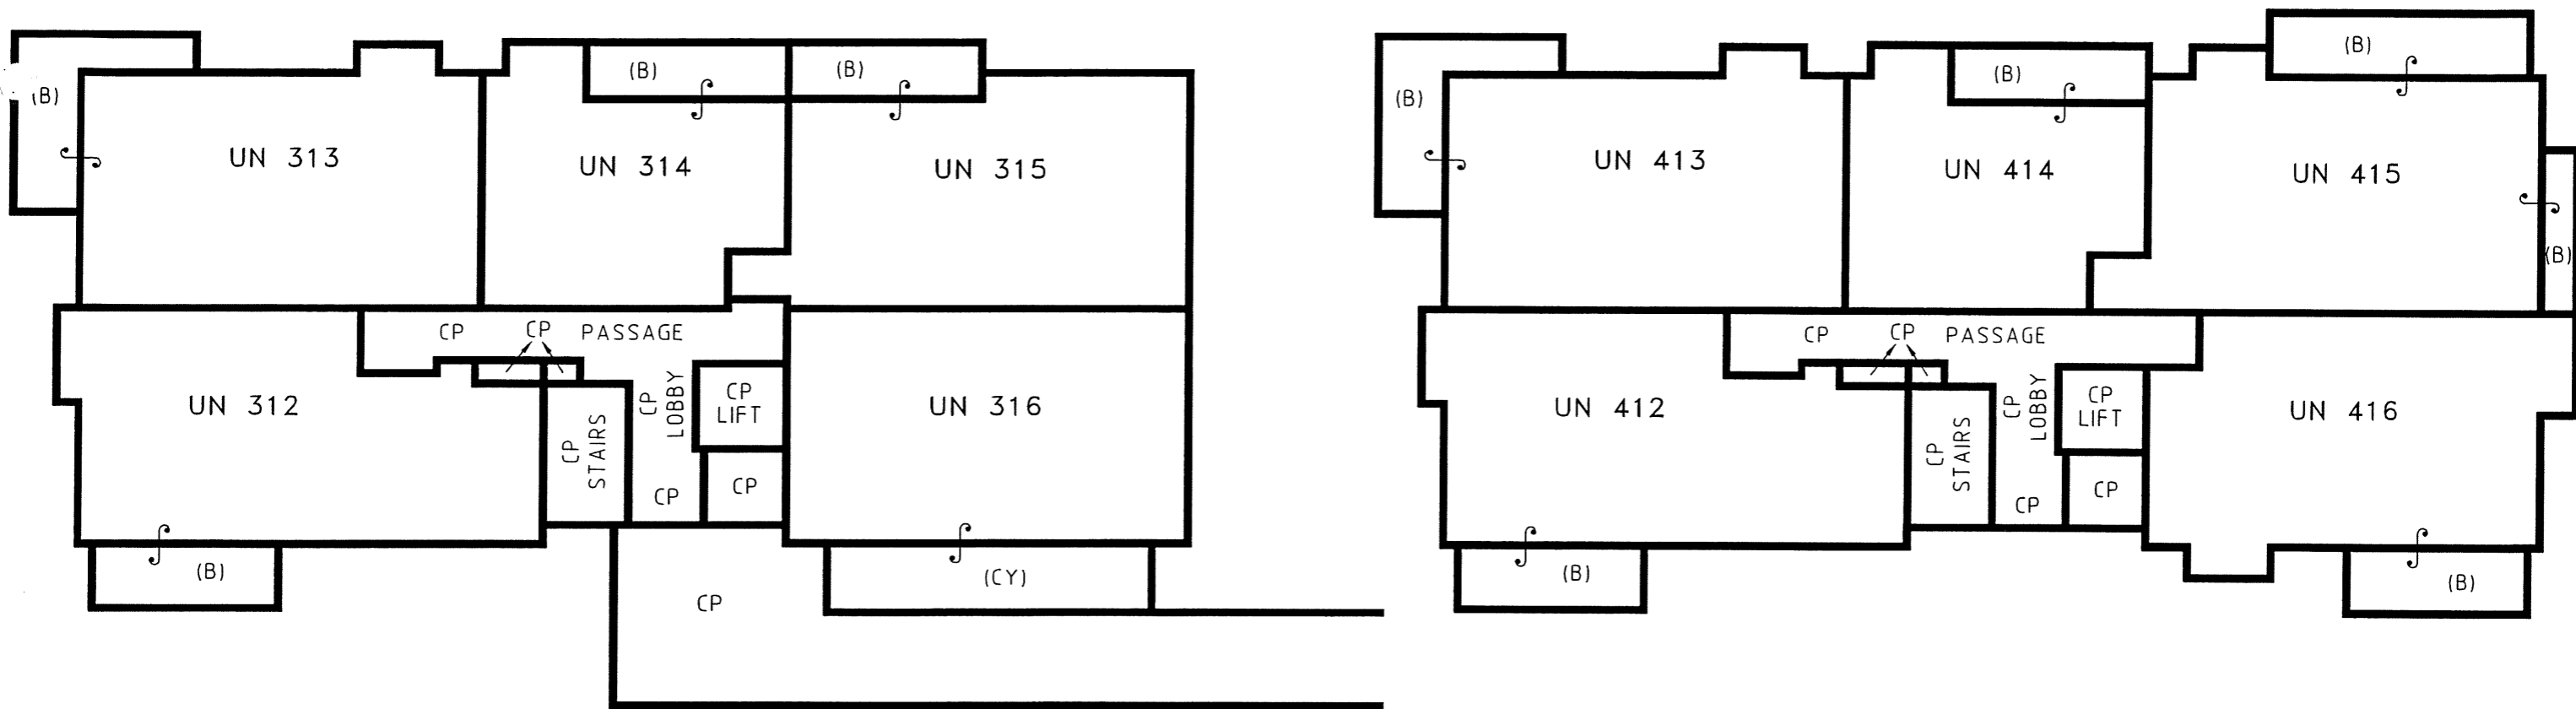 (B)
(B)
(B)
UN 313
UN 314
UN 315
CP
CP
PASSAGE
UN 312
CP
STAIRS
CP
LOBBY
CP
LIFT
CP
CP
UN 316
(B)
CP
(CY)
(B)
(B)
(B)
UN 413
UN 414
UN 415
(B)
CP
CP
PASSAGE
UN 412
CP
STAIRS
CP
LOBBY
CP
LIFT
CP
CP
UN 416
(B)
(B)